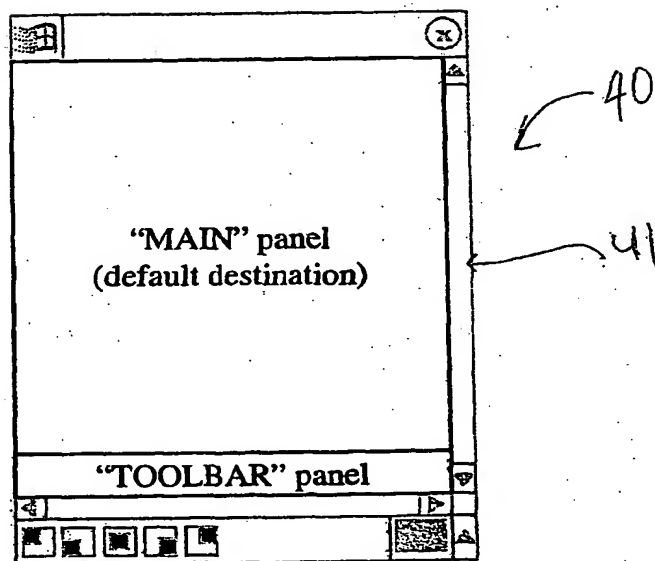 x
40
"MAIN" panel
(default destination)
41
"TOOLBAR" panel